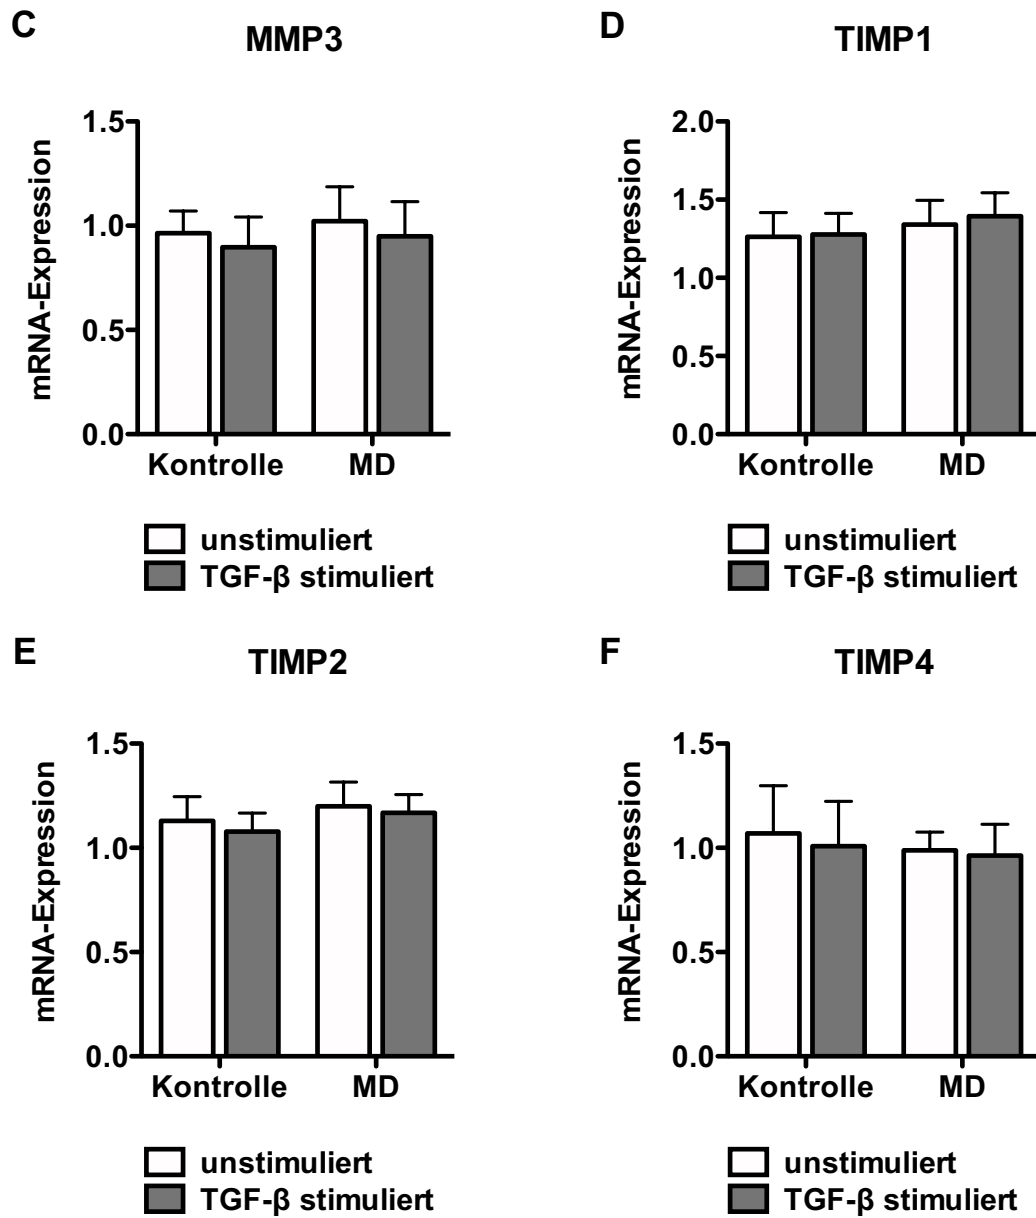 C
MMP3
mRNA-Expression
1.5
1.0
0.5
0.0
Kontrolle MD
unstimuliert
TGF-β stimuliert
D
TIMP1
mRNA-Expression
2.0
1.5
1.0
0.5
0.0
Kontrolle MD
unstimuliert
TGF-β stimuliert
E
TIMP2
mRNA-Expression
1.5
1.0
0.5
0.0
Kontrolle MD
unstimuliert
TGF-β stimuliert
F
TIMP4
mRNA-Expression
1.5
1.0
0.5
0.0
Kontrolle MD
unstimuliert
TGF-β stimuliert